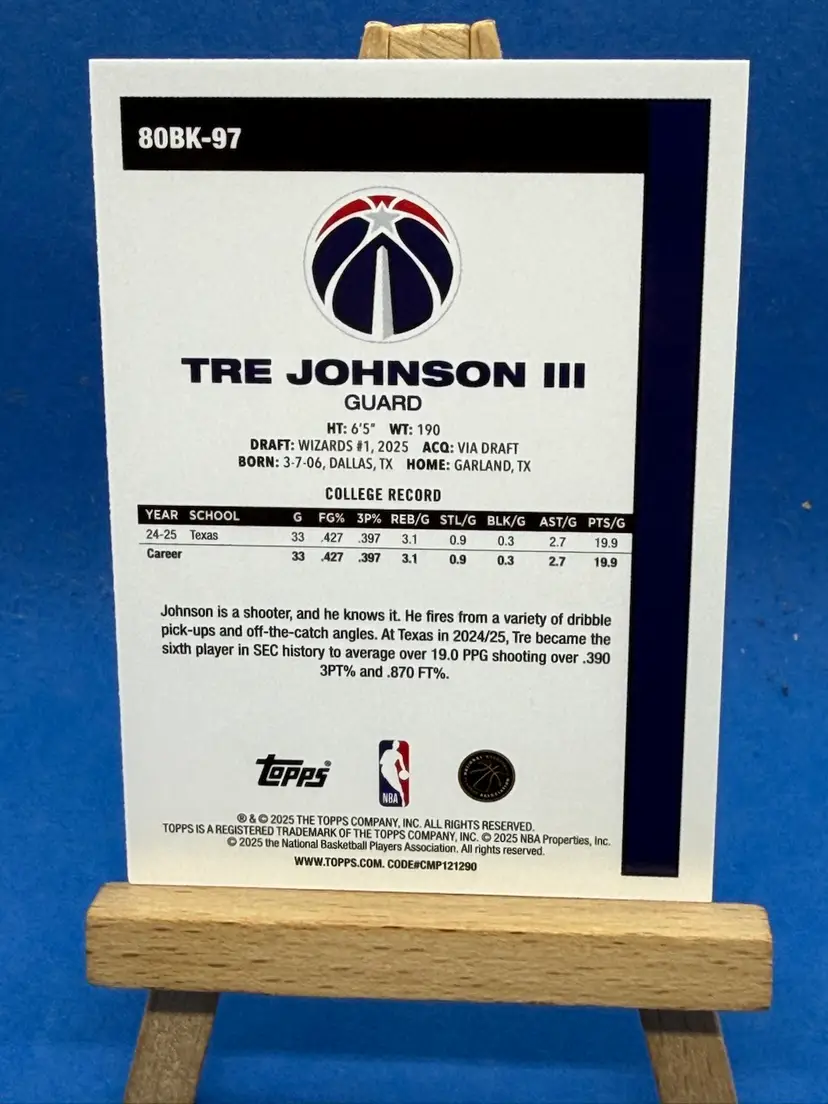 80BK-97
TRE JOHNSON III
GUARD
HT: 6'5" WT: 190
DRAFT: WIZARDS #1, 2025 ACQ: VIA DRAFT
BORN: 3-7-06, DALLAS, TX HOME: GARLAND, TX
COLLEGE RECORD
YEAR SCHOOL G FG% 3P% REB/G STL/G BLK/G AST/G PTS/G
24-25 Texas 33 .427 .397 3.1 0.9 0.3 2.7 19.9
Career 33 .427 .397 3.1 0.9 0.3 2.7 19.9
Johnson is a shooter, and he knows it. He fires from a variety of dribble
pick-ups and off-the-catch angles. At Texas in 2024/25, Tre became the
sixth player in SEC history to average over 19.0 PPG shooting over .390
3PT% and .870 FT%.
topps®
NBA
® & © 2025 THE TOPPS COMPANY, INC. ALL RIGHTS RESERVED.
TOPPS IS A REGISTERED TRADEMARK OF THE TOPPS COMPANY, INC. © 2025 NBA Properties, Inc.
© 2025 the National Basketball Players Association. All rights reserved.
WWW.TOPPS.COM. CODE#CMP121290